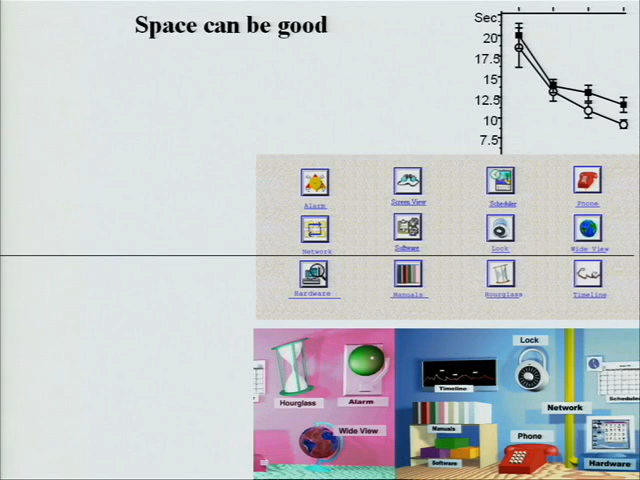 Space can be good
Sec
20
17.5
15
12.5
10
7.5
Alarm
Screen View
Scheduler
Phone
Network
Software
Lock
Wide View
Hardware
Manuals
Hourglass
Timeline
Lock
Timeline
Hourglass
Alarm
Scheduler
Network
Manuals
Wide View
Phone
Software
Hardware